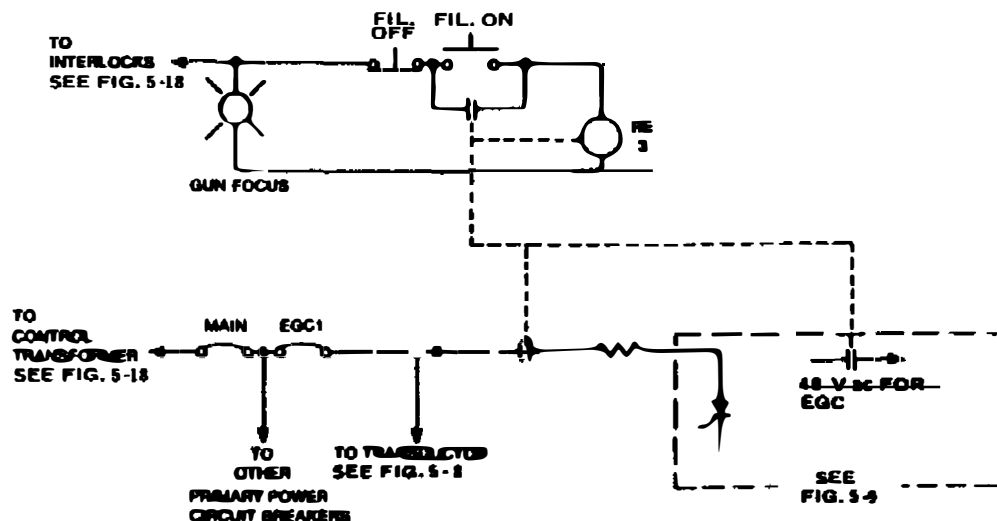 FIL. OFF
FIL. ON
TO
INTERLOCKS
SEE FIG. 5-18
GUN FOCUS
RE
3
TO
CONTROL
TRANSFORMER
SEE FIG. 5-18
MAIN
EGC1
TO
OTHER
PRIMARY POWER
CIRCUIT BREAKERS
TO
SEE FIG. 5-8
48 V ac FOR
EGC
SEE
FIG. 5-9